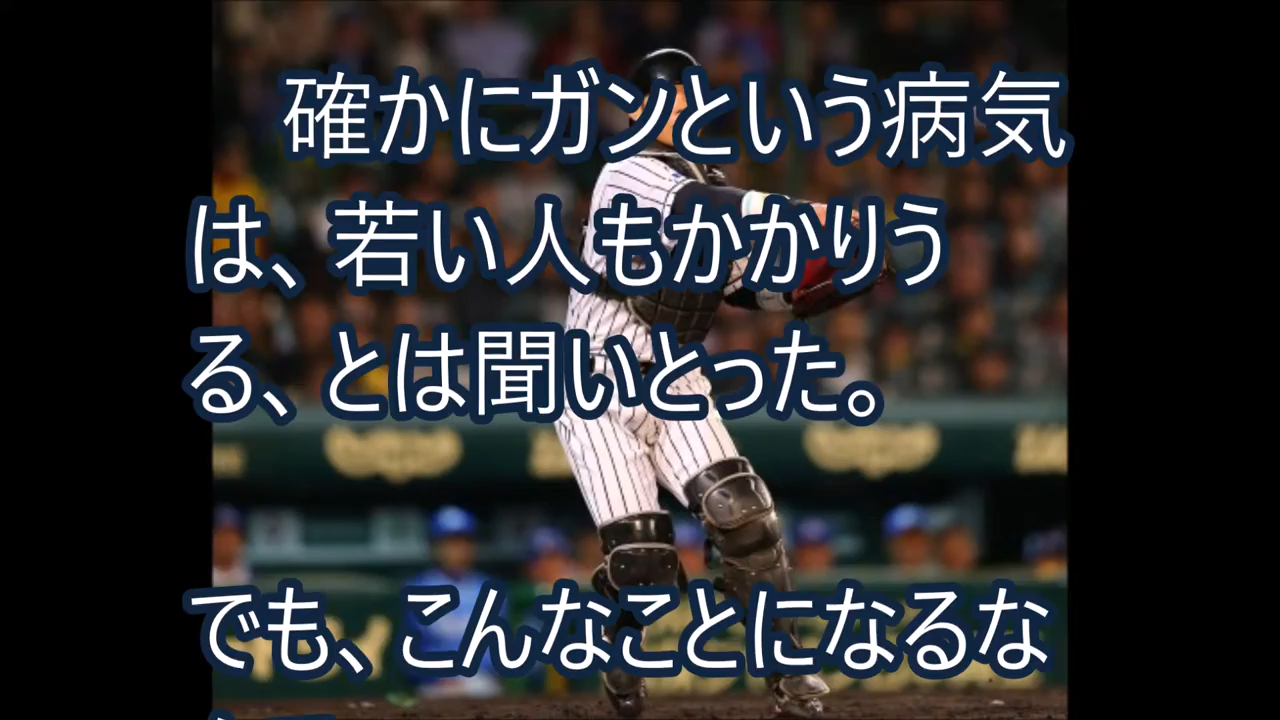 確かにガンという病気
は、若い人もかかりう
る、とは聞いとった。
でも、こんなことになるな